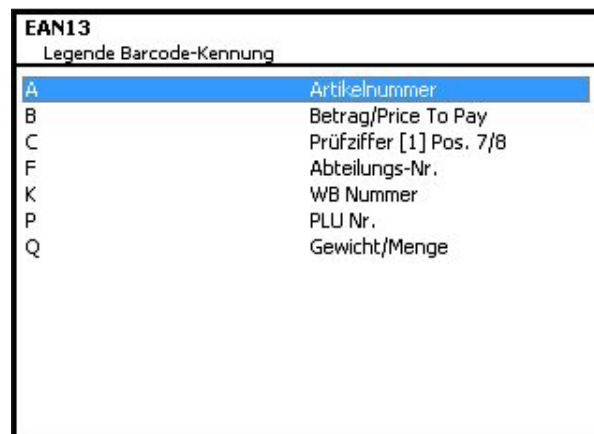 EAN13
Legende Barcode-Kennung
A Artikelnummer
B Betrag/Price To Pay
C Prüfziffer [1] Pos. 7/8
F Abteilungs-Nr.
K WB Nummer
P PLU Nr.
Q Gewicht/Menge